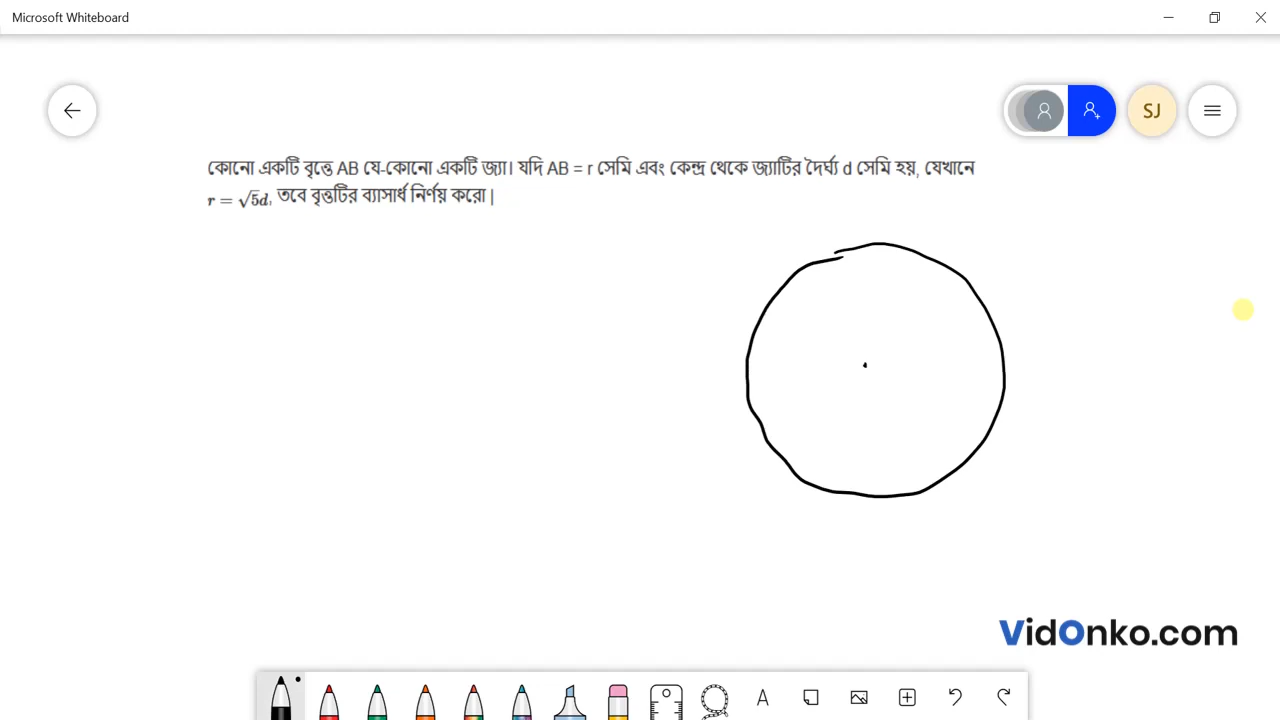 Microsoft Whiteboard
SJ
কোনো একটি বৃত্তে AB যে-কোনো একটি জ্যা। যদি AB = r সেমি এবং কেন্দ্র থেকে জ্যাটির দৈর্ঘ্য d সেমি হয়, যেখানে
r = √5d, তবে বৃত্তটির ব্যাসার্ধ নির্ণয় করো |
VidOnko.com